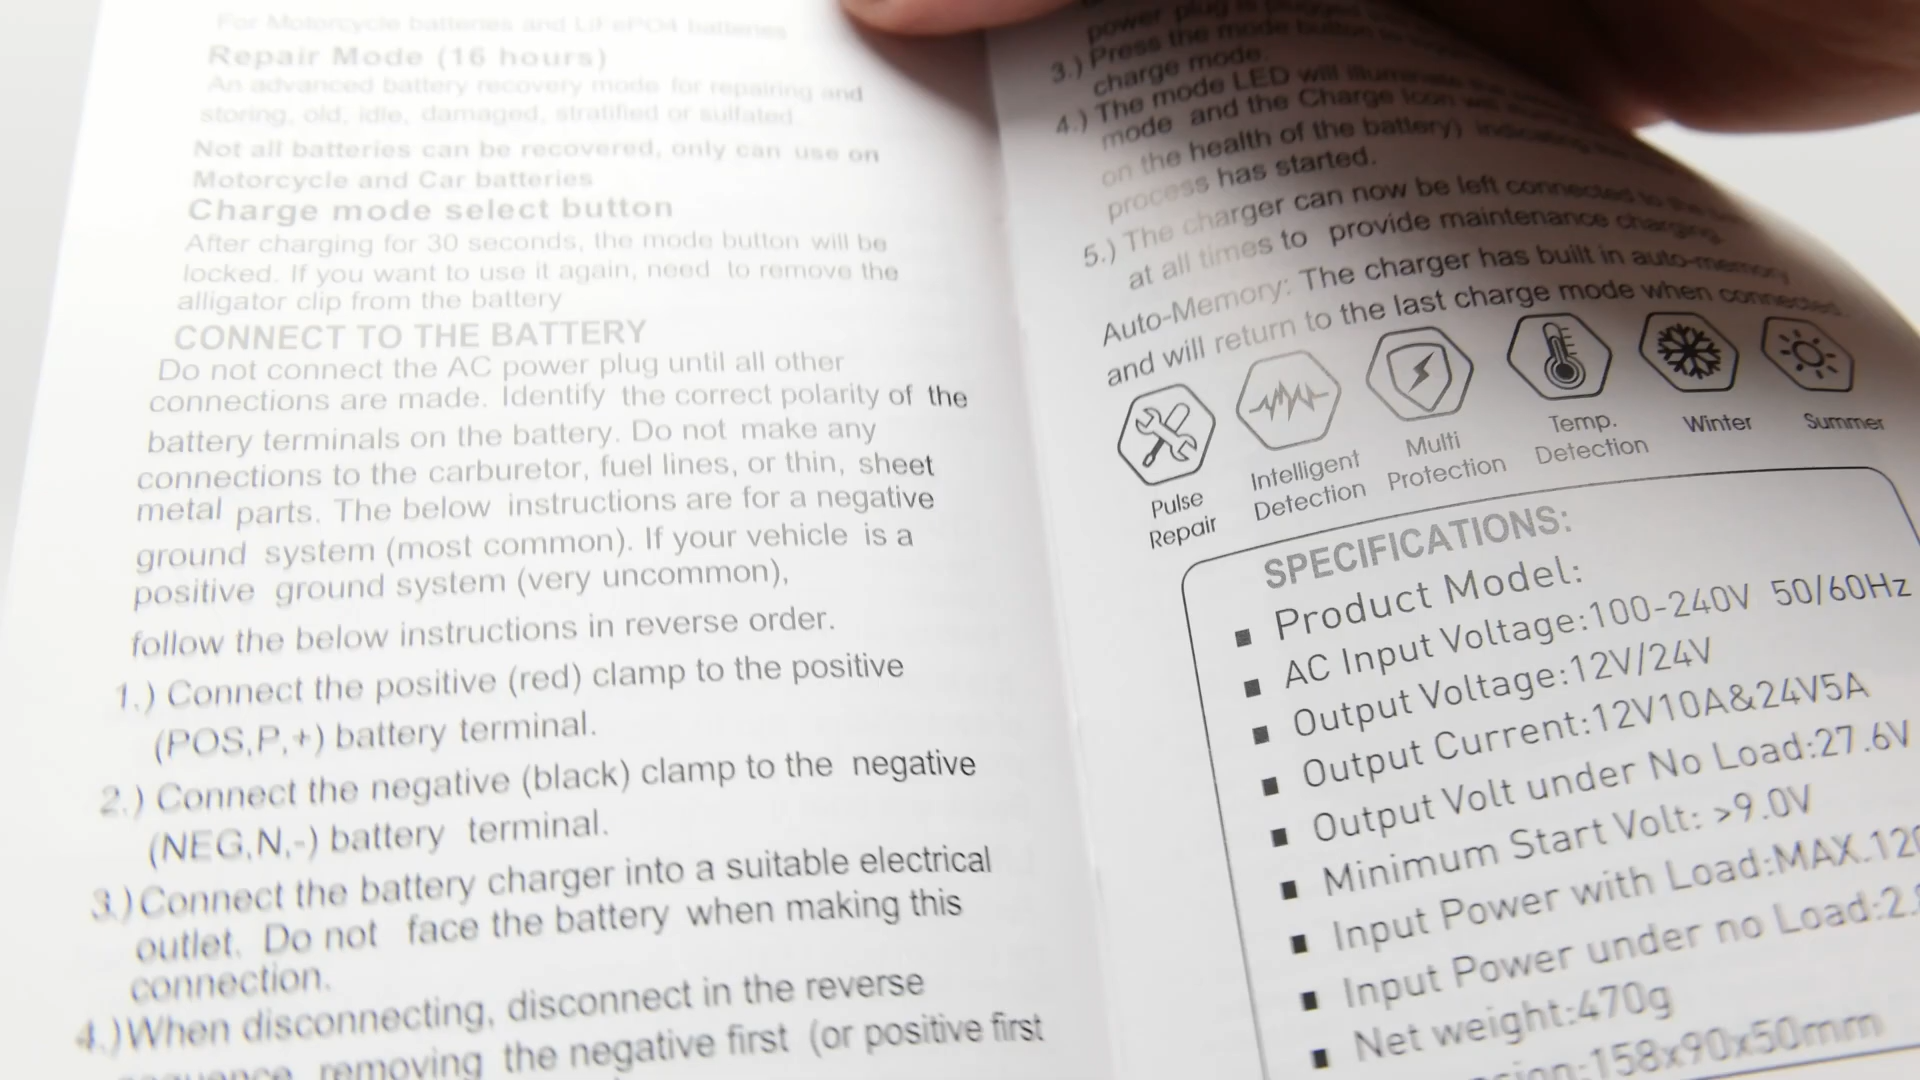 For Motorcycle batteries and LiFePO4 batteries
Repair Mode (16 hours)
An advanced battery recovery mode for repairing and
storing, old, idle, damaged, stratified or sulfated
Not all batteries can be recovered, only can use on
Motorcycle and Car batteries
Charge mode select button
After charging for 30 seconds, the mode button will be
locked. If you want to use it again, need to remove the
alligator clip from the battery
CONNECT TO THE BATTERY
Do not connect the AC power plug until all other
connections are made. Identify the correct polarity of the
battery terminals on the battery. Do not make any
connections to the carburetor, fuel lines, or thin, sheet
metal parts. The below instructions are for a negative
ground system (most common). If your vehicle is a
positive ground system (very uncommon),
follow the below instructions in reverse order.
1.) Connect the positive (red) clamp to the positive
(POS,P,+) battery terminal.
2.) Connect the negative (black) clamp to the negative
(NEG,N,-) battery terminal.
3.) Connect the battery charger into a suitable electrical
outlet. Do not face the battery when making this
connection.
4.) When disconnecting, disconnect in the reverse
removing the negative first (or positive first
power plug is
3.) Press the mode button to
charge mode.
4.) The mode LED will illuminate
mode and the Charge Icon
on the health of the battery) indicating the
process has started.
5.) The charger can now be left connected to the
at all times to provide maintenance charging.
Auto-Memory: The charger has built in auto-memory
and will return to the last charge mode when connected.
Pulse
Repair
Intelligent
Detection
Multi
Protection
Temp.
Detection
Winter
Summer
SPECIFICATIONS:
▪ Product Model:
▪ AC Input Voltage:100-240V 50/60Hz
▪ Output Voltage:12V/24V
▪ Output Current:12V10A&24V5A
▪ Output Volt under No Load:27.6V
▪ Minimum Start Volt: >9.0V
▪ Input Power with Load:MAX.120
▪ Input Power under no Load:2.
▪ Net weight:470g
:158x90x50mm